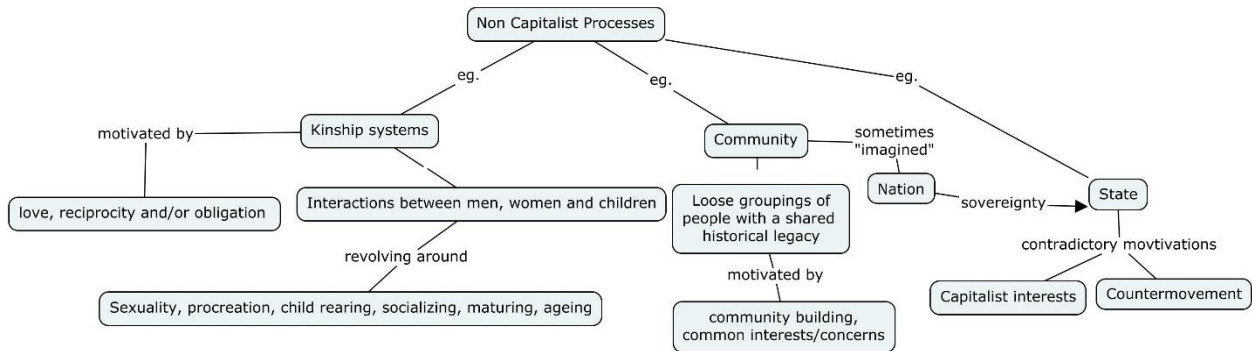 Non Capitalist Processes
eg.
eg.
eg.
motivated by
Kinship systems
Community
sometimes
"imagined"
Nation
sovereignty
State
love, reciprocity and/or obligation
Interactions between men, women and children
Loose groupings of
people with a shared
historical legacy
contradictory movtivations
revolving around
motivated by
Capitalist interests
Countermovement
Sexuality, procreation, child rearing, socializing, maturing, ageing
community building,
common interests/concerns